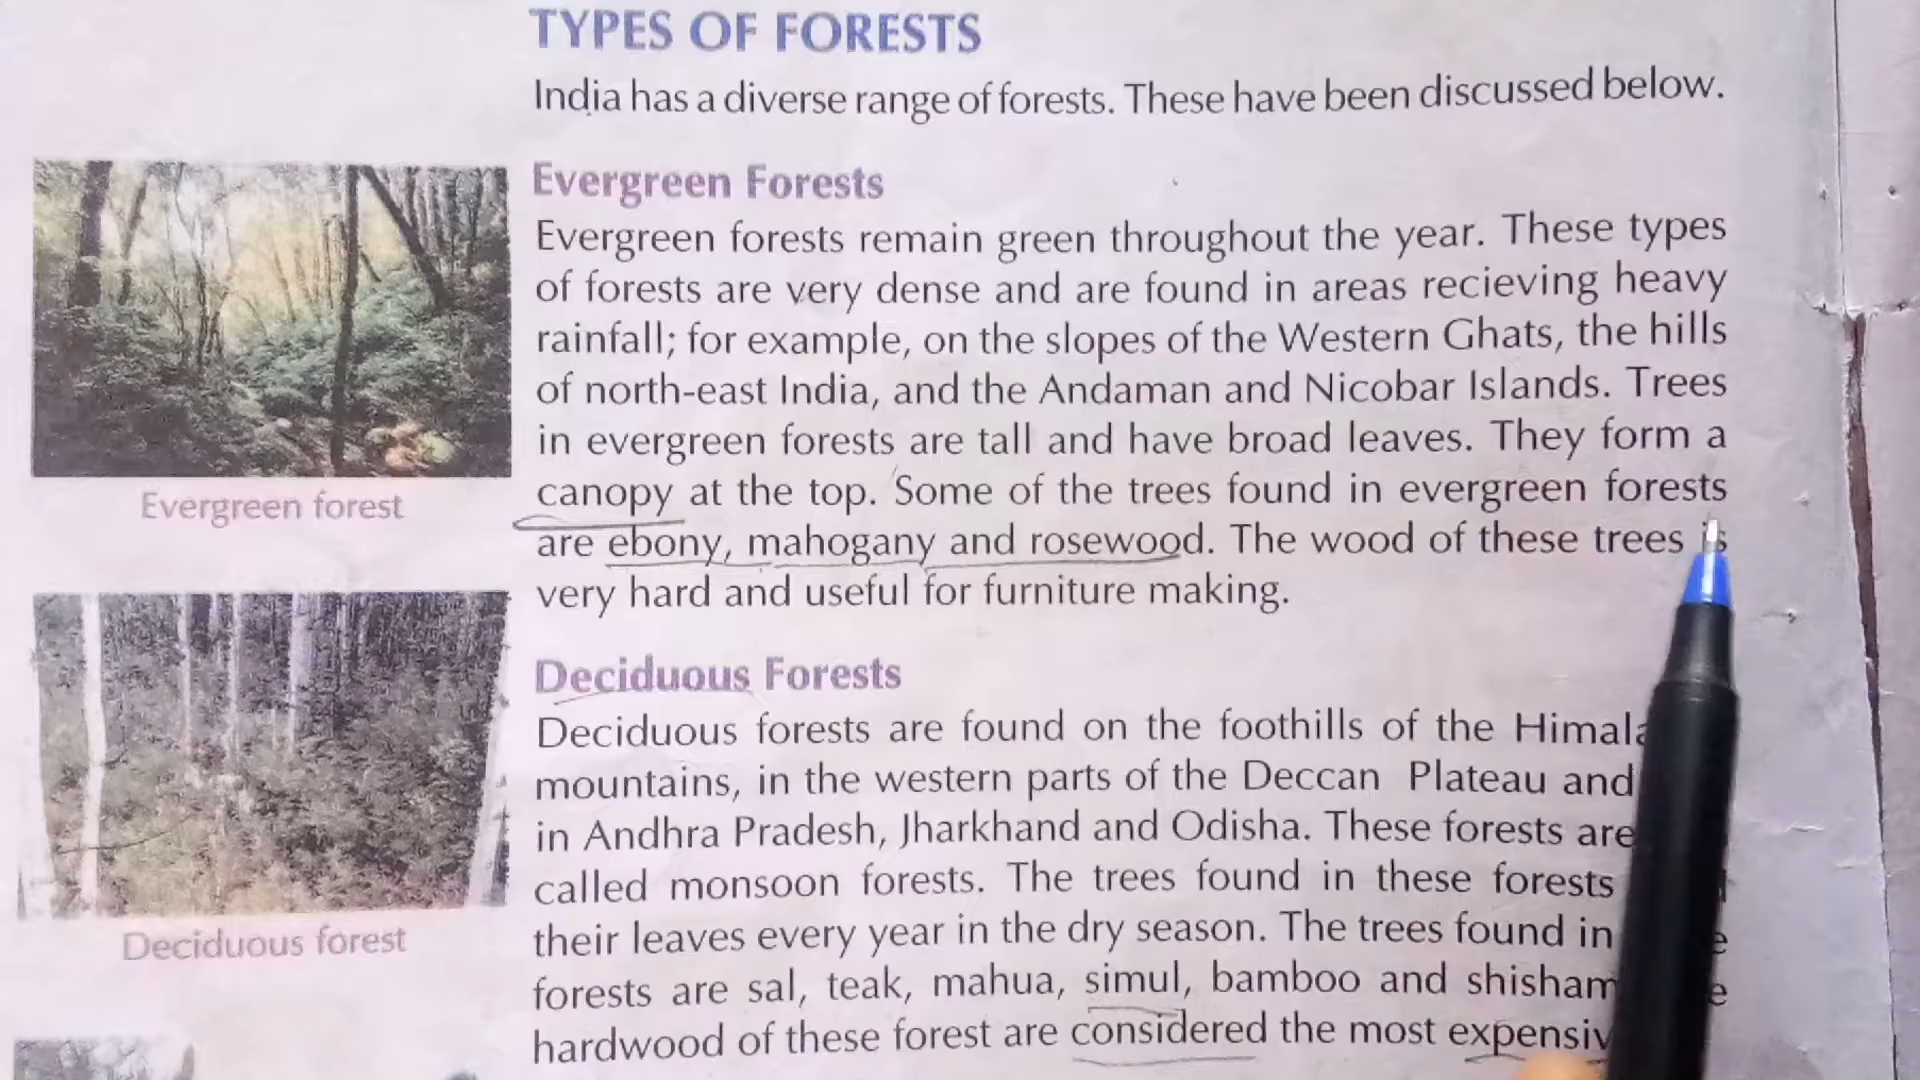 TYPES OF FORESTS
India has a diverse range of forests. These have been discussed below.
Evergreen Forests
Evergreen forests remain green throughout the year. These types
of forests are very dense and are found in areas recieving heavy
rainfall; for example, on the slopes of the Western Ghats, the hills
of north-east India, and the Andaman and Nicobar Islands. Trees
in evergreen forests are tall and have broad leaves. They form a
canopy at the top. Some of the trees found in evergreen forests
are ebony, mahogany and rosewood. The wood of these trees is
very hard and useful for furniture making.
Evergreen forest
Deciduous Forests
Deciduous forests are found on the foothills of the
mountains, in the western parts of the Deccan Plateau and
in Andhra Pradesh, Jharkhand and Odisha. These forests are
called monsoon forests. The trees found in these forests
their leaves every year in the dry season. The trees found in
forests are sal, teak, mahua, simul, bamboo and shisham
hardwood of these forest are considered the most
Deciduous forest